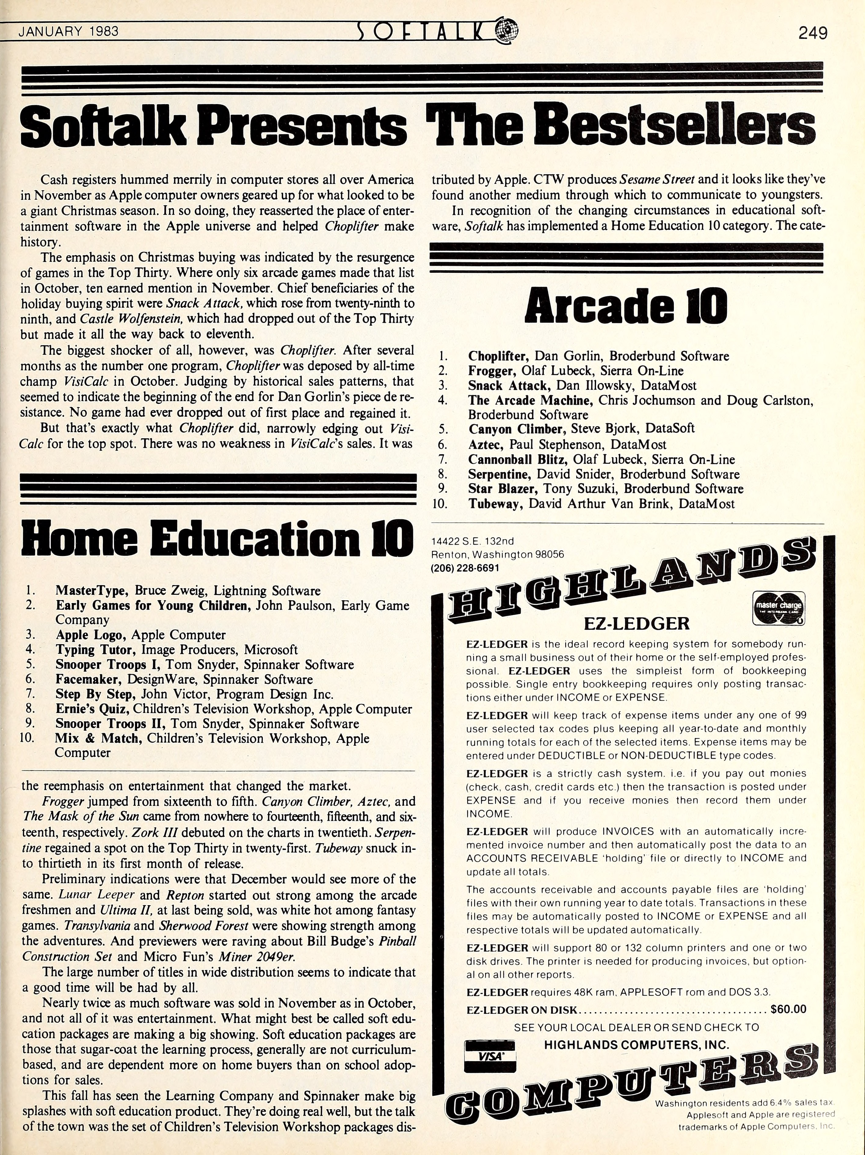 JANUARY 1983
SOFTALK
249
Softalk Presents The Bestsellers
Cash registers hummed merrily in computer stores all over America
in November as Apple computer owners geared up for what looked to be
a giant Christmas season. In so doing, they reasserted the place of enter-
tainment software in the Apple universe and helped Choplifter make
history.
The emphasis on Christmas buying was indicated by the resurgence
of games in the Top Thirty. Where only six arcade games made that list
in October, ten earned mention in November. Chief beneficiaries of the
holiday buying spirit were Snack Attack, which rose from twenty-ninth to
ninth, and Castle Wolfenstein, which had dropped out of the Top Thirty
but made it all the way back to eleventh.
The biggest shocker of all, however, was Choplifter. After several
months as the number one program, Choplifter was deposed by all-time
champ VisiCalc in October. Judging by historical sales patterns, that
seemed to indicate the beginning of the end for Dan Gorlin's piece de re-
sistance. No game had ever dropped out of first place and regained it.
But that's exactly what Choplifter did, narrowly edging out Visi-
Calc for the top spot. There was no weakness in VisiCalc's sales. It was
Home Education 10
1. MasterType, Bruce Zweig, Lightning Software
2. Early Games for Young Children, John Paulson, Early Game
Company
3. Apple Logo, Apple Computer
4. Typing Tutor, Image Producers, Microsoft
5. Snooper Troops I, Tom Snyder, Spinnaker Software
6. Facemaker, DesignWare, Spinnaker Software
7. Step By Step, John Victor, Program Design Inc.
8. Ernie's Quiz, Children's Television Workshop, Apple Computer
9. Snooper Troops II, Tom Snyder, Spinnaker Software
10. Mix & Match, Children's Television Workshop, Apple
Computer
the reemphasis on entertainment that changed the market.
Frogger jumped from sixteenth to fifth. Canyon Climber, Aztec, and
The Mask of the Sun came from nowhere to fourteenth, fifteenth, and six-
teenth, respectively. Zork III debuted on the charts in twentieth. Serpen-
tine regained a spot on the Top Thirty in twenty-first. Tubeway snuck in-
to thirtieth in its first month of release.
Preliminary indications were that December would see more of the
same. Lunar Leeper and Repton started out strong among the arcade
freshmen and Ultima II, at last being sold, was white hot among fantasy
games. Transylvania and Sherwood Forest were showing strength among
the adventures. And previewers were raving about Bill Budge's Pinball
Construction Set and Micro Fun's Miner 2049er.
The large number of titles in wide distribution seems to indicate that
a good time will be had by all.
Nearly twice as much software was sold in November as in October,
and not all of it was entertainment. What might best be called soft edu-
cation packages are making a big showing. Soft education packages are
those that sugar-coat the learning process, generally are not curriculum-
based, and are dependent more on home buyers than on school adop-
tions for sales.
This fall has seen the Learning Company and Spinnaker make big
splashes with soft education product. They're doing real well, but the talk
of the town was the set of Children's Television Workshop packages dis-
tributed by Apple. CTW produces Sesame Street and it looks like they've
found another medium through which to communicate to youngsters.
In recognition of the changing circumstances in educational soft-
ware, Softalk has implemented a Home Education 10 category. The cate-
Arcade 10
1. Choplifter, Dan Gorlin, Broderbund Software
2. Frogger, Olaf Lubeck, Sierra On-Line
3. Snack Attack, Dan Illowsky, DataMost
4. The Arcade Machine, Chris Jochumson and Doug Carlston,
Broderbund Software
5. Canyon Climber, Steve Bjork, DataSoft
6. Aztec, Paul Stephenson, DataMost
7. Cannonball Blitz, Olaf Lubeck, Sierra On-Line
8. Serpentine, David Snider, Broderbund Software
9. Star Blazer, Tony Suzuki, Broderbund Software
10. Tubeway, David Arthur Van Brink, DataMost
14422 S.E. 132nd
Renton, Washington 98056
(206) 228-6691
HIGHLANDS
master charge
EZ-LEDGER
EZ-LEDGER is the ideal record keeping system for somebody run-
ning a small business out of their home or the self-employed profes-
sional. EZ-LEDGER uses the simpleist form of bookkeeping
possible. Single entry bookkeeping requires only posting transac-
tions either under INCOME or EXPENSE.
EZ-LEDGER will keep track of expense items under any one of 99
user selected tax codes plus keeping all year-to-date and monthly
running totals for each of the selected items. Expense items may be
entered under DEDUCTIBLE or NON-DEDUCTIBLE type codes.
EZ-LEDGER is a strictly cash system. i.e. if you pay out monies
(check, cash, credit cards etc.) then the transaction is posted under
EXPENSE and if you receive monies then record them under
INCOME.
EZ-LEDGER will produce INVOICES with an automatically incre-
mented invoice number and then automatically post the data to an
ACCOUNTS RECEIVABLE 'holding' file or directly to INCOME and
update all totals.
The accounts receivable and accounts payable files are 'holding'
files with their own running year to date totals. Transactions in these
files may be automatically posted to INCOME or EXPENSE and all
respective totals will be updated automatically.
EZ-LEDGER will support 80 or 132 column printers and one or two
disk drives. The printer is needed for producing invoices, but option-
al on all other reports.
EZ-LEDGER requires 48K ram, APPLESOFT rom and DOS 3.3.
EZ-LEDGER ON DISK..................................... $60.00
SEE YOUR LOCAL DEALER OR SEND CHECK TO
HIGHLANDS COMPUTERS, INC.
VISA
COMPUTERS
Washington residents add 6.4% sales tax.
Applesoft and Apple are registered
trademarks of Apple Computers, Inc.